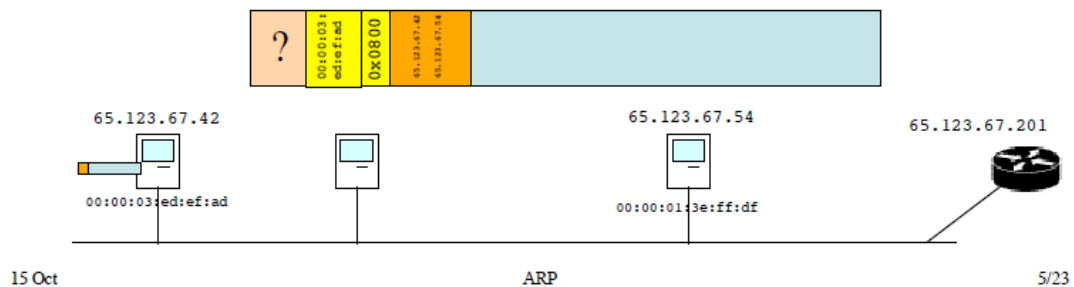 ?
00:00:03:
ed:ef:ad
0x0800
65.123.67.42
65.123.67.54
65.123.67.42
65.123.67.54
65.123.67.201
00:00:03:ed:ef:ad
00:00:01:3e:ff:df
15 Oct
ARP
5/23